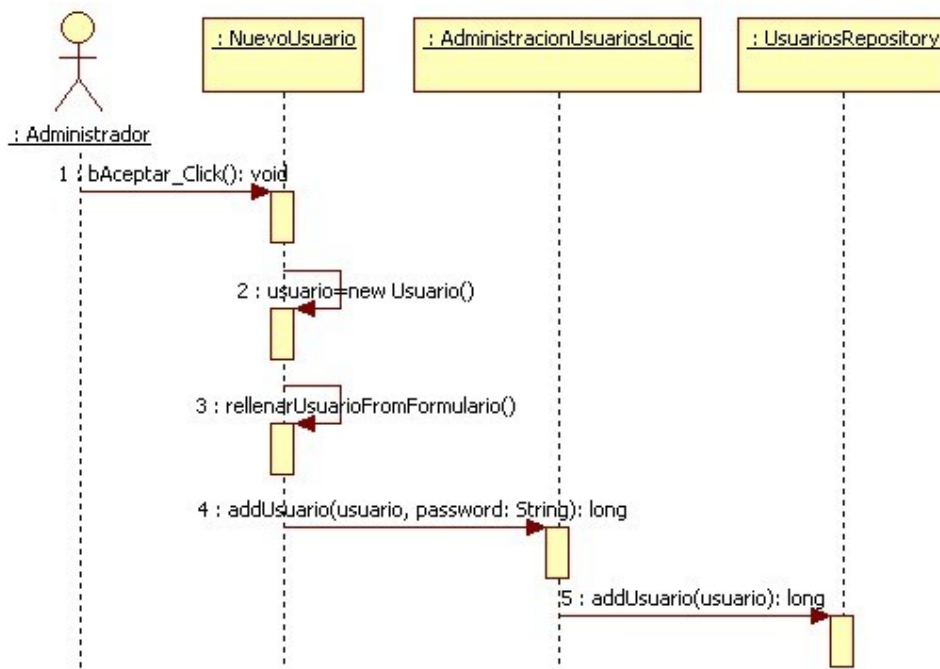 : NuevoUsuario
: AdministracionUsuariosLogic
: UsuariosRepository
: Administrador
1 : bAceptar_Click(): void
2 : usuario=new Usuario()
3 : rellenarUsuarioFromFormulario()
4 : addUsuario(usuario, password: String): long
5 : addUsuario(usuario): long